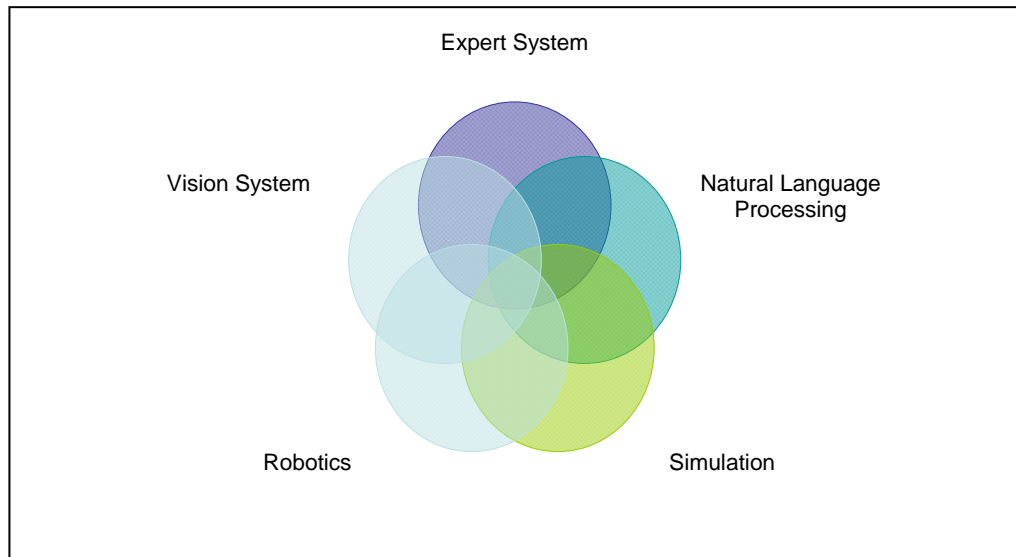 Expert System
Vision System
Natural Language
Processing
Robotics
Simulation